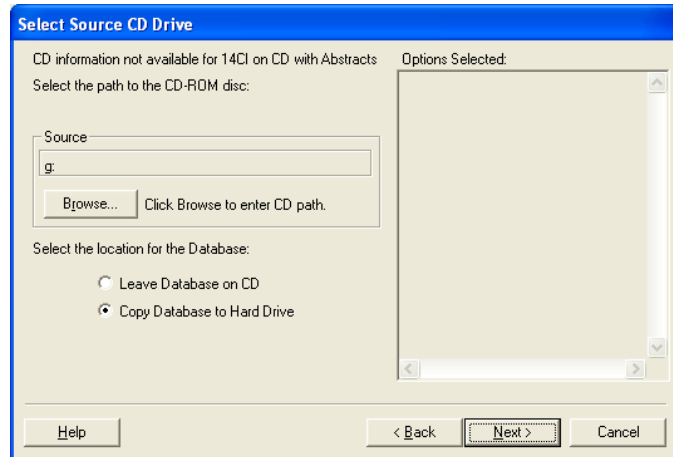 Select Source CD Drive
CD information not available for 14CI on CD with Abstracts
Select the path to the CD-ROM disc:
Source
g:
Browse... Click Browse to enter CD path.
Select the location for the Database:
Leave Database on CD
Copy Database to Hard Drive
Options Selected:
Help
< Back
Next >
Cancel